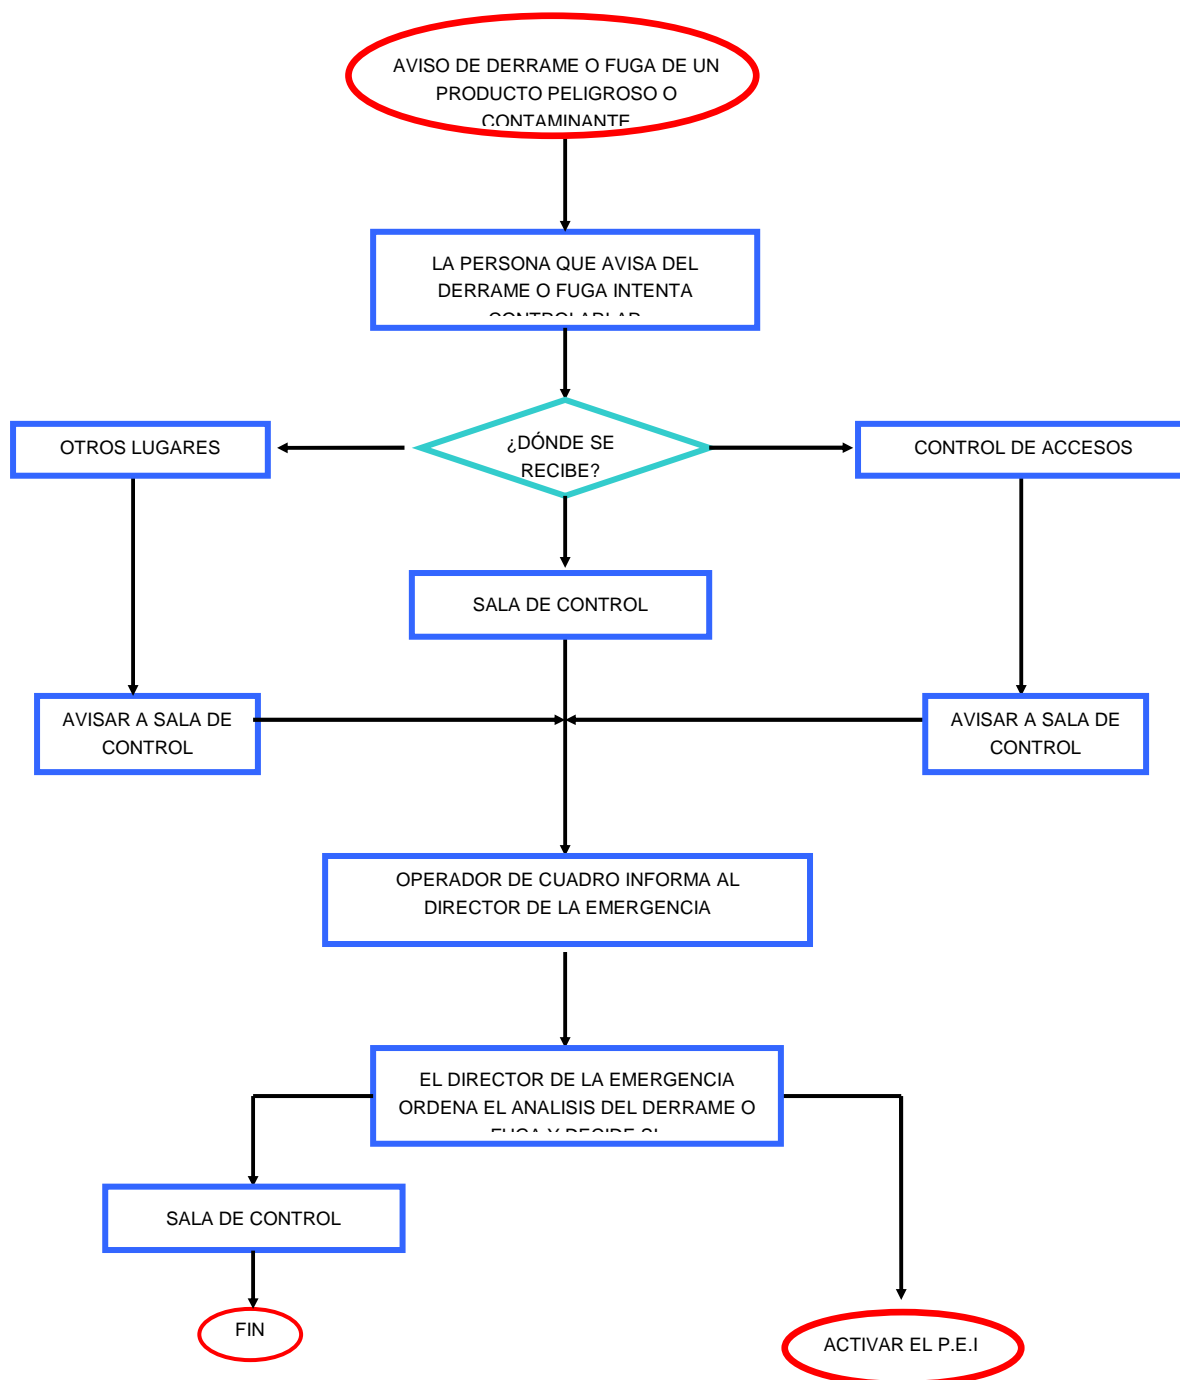 AVISO DE DERRAME O FUGA DE UN
PRODUCTO PELIGROSO O
CONTAMINANTE
LA PERSONA QUE AVISA DEL
DERRAME O FUGA INTENTA
¿DÓNDE SE
RECIBE?
OTROS LUGARES
CONTROL DE ACCESOS
SALA DE CONTROL
AVISAR A SALA DE
CONTROL
AVISAR A SALA DE
CONTROL
OPERADOR DE CUADRO INFORMA AL
DIRECTOR DE LA EMERGENCIA
EL DIRECTOR DE LA EMERGENCIA
ORDENA EL ANALISIS DEL DERRAME O
FUGA Y DECIDE SI
SALA DE CONTROL
FIN
ACTIVAR EL P.E.I